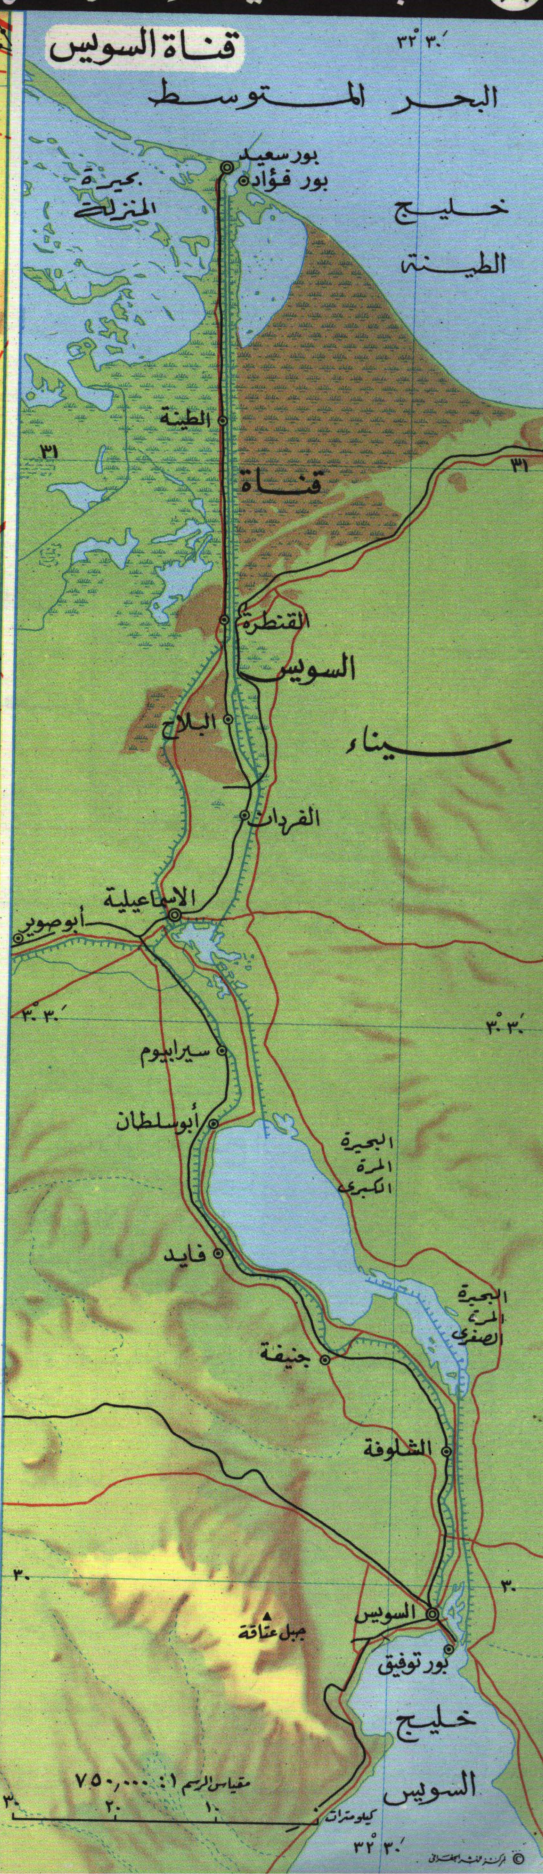 قناة السويس
٣٢° ٣٠′
البحر المتوسط
بور سعيد
بور فؤاد
بحيرة
المنزلة
خليج
الطينة
الطينة
٣١
٣١
قناة
القنطرة
السويس
البلاح
سيناء
الفردان
الاسماعيلية
أبوصوير
٣٠° ٣٠′
٣٠° ٣٠′
سيرابيوم
أبوسلطان
البحيرة
المرة
الكبرى
فايد
البحيرة
المرة
الصغرى
جنيفة
الشلوفة
٣٠
٣٠
السويس
جبل عتاقة
بور توفيق
خليج
السويس
مقياس الرسم ١: ٧٥٠,٠٠٠
٣٠ ٢٠ ١٠ كيلومترات
٣٢° ٣٠′